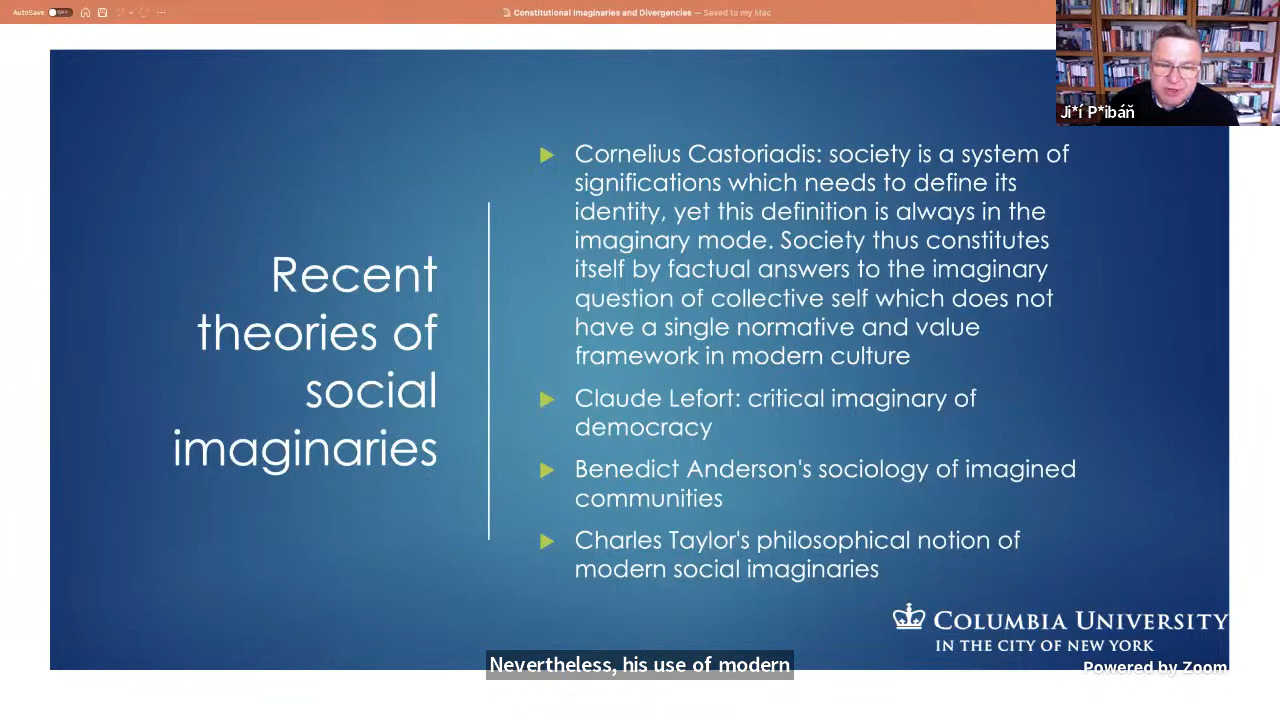 AutoSave OFF
Constitutional Imaginaries and Divergencies — Saved to my Mac
Ji*í P*ibáň
Recent
theories of
social
imaginaries
Cornelius Castoriadis: society is a system of
significations which needs to define its
identity, yet this definition is always in the
imaginary mode. Society thus constitutes
itself by factual answers to the imaginary
question of collective self which does not
have a single normative and value
framework in modern culture
Claude Lefort: critical imaginary of
democracy
Benedict Anderson's sociology of imagined
communities
Charles Taylor's philosophical notion of
modern social imaginaries
COLUMBIA UNIVERSITY
IN THE CITY OF NEW YORK
Nevertheless, his use of modern
Powered by Zoom